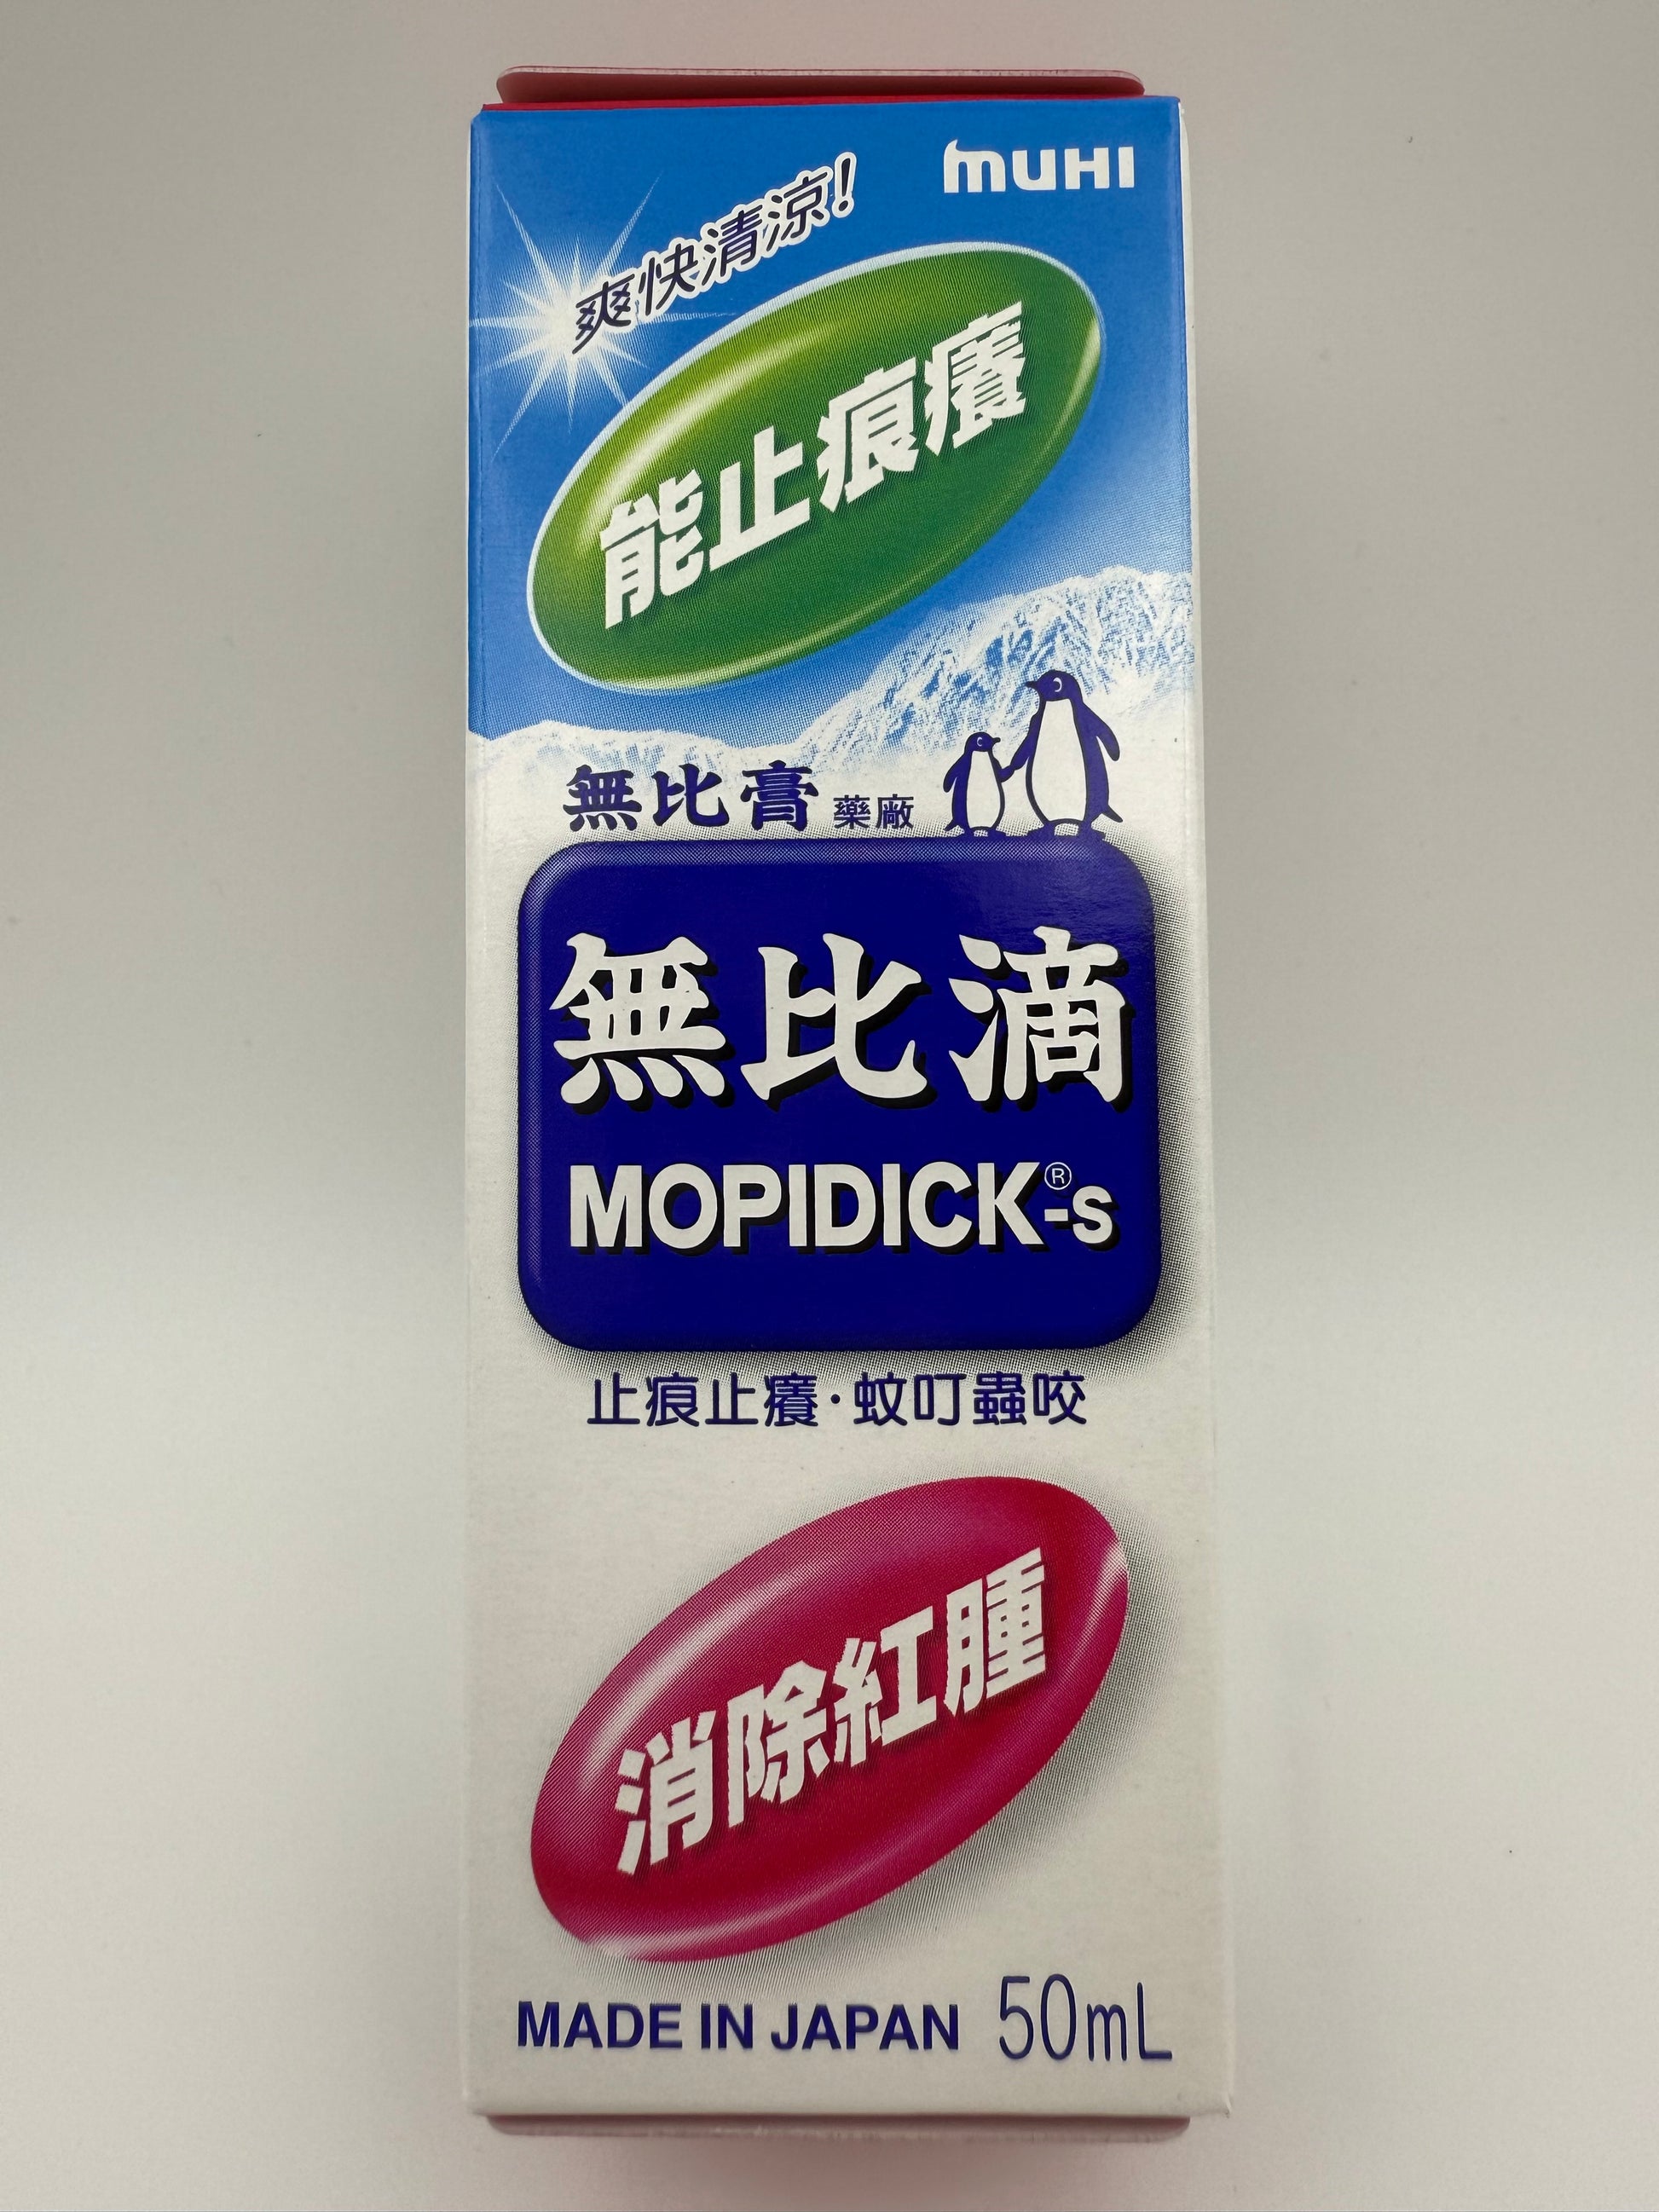 muHI
爽快清涼!
能止痕癢
無比膏 藥廠
無比滴
MOPIDICK®-s
止痕止癢·蚊叮蟲咬
消除紅腫
MADE IN JAPAN 50mL